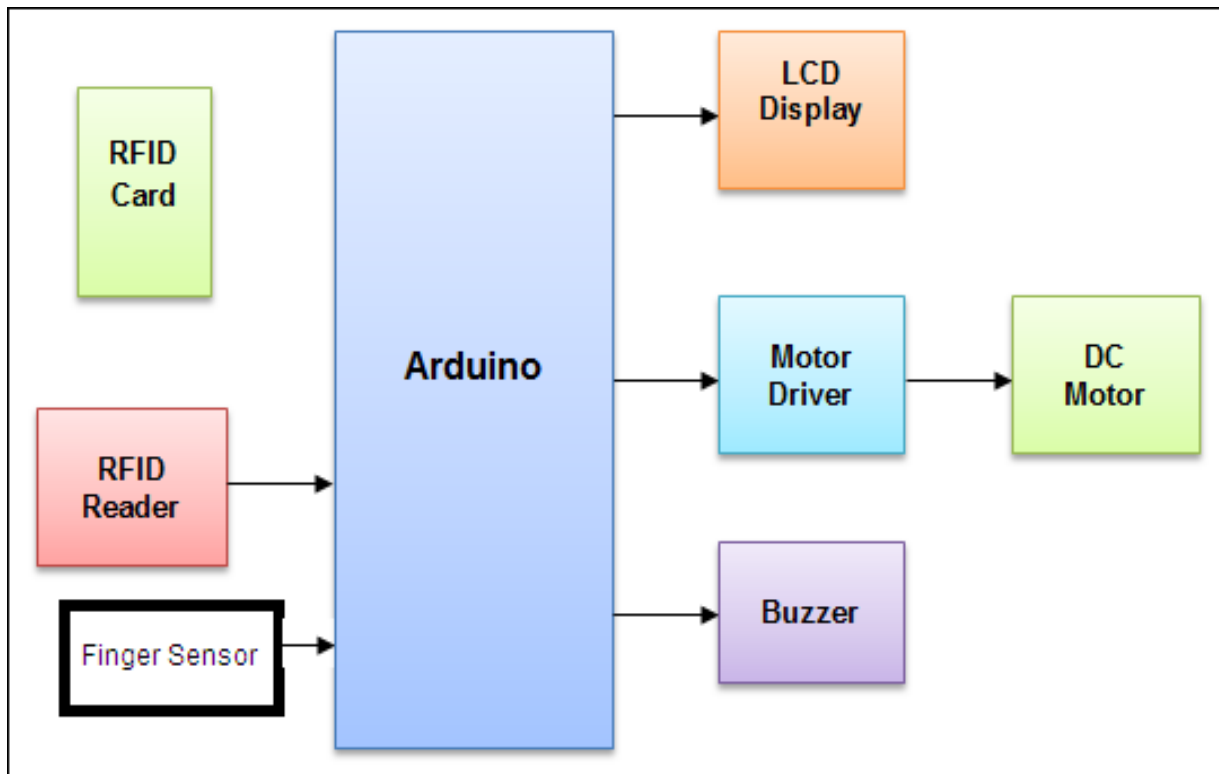 RFID
Card
RFID
Reader
Finger Sensor
Arduino
LCD
Display
Motor
Driver
DC
Motor
Buzzer